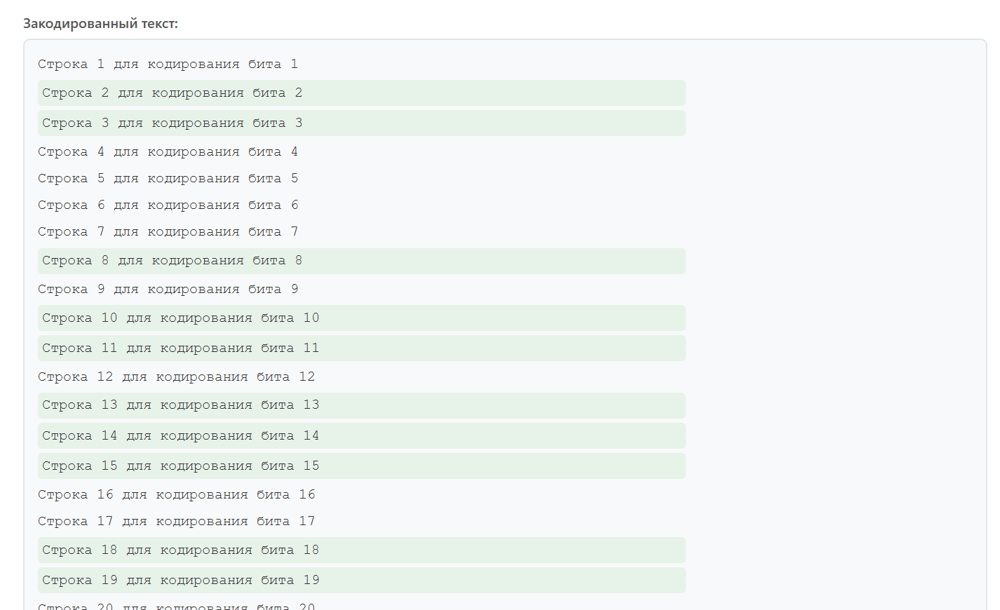 Закодированный текст:
Строка 1 для кодирования бита 1
Строка 2 для кодирования бита 2
Строка 3 для кодирования бита 3
Строка 4 для кодирования бита 4
Строка 5 для кодирования бита 5
Строка 6 для кодирования бита 6
Строка 7 для кодирования бита 7
Строка 8 для кодирования бита 8
Строка 9 для кодирования бита 9
Строка 10 для кодирования бита 10
Строка 11 для кодирования бита 11
Строка 12 для кодирования бита 12
Строка 13 для кодирования бита 13
Строка 14 для кодирования бита 14
Строка 15 для кодирования бита 15
Строка 16 для кодирования бита 16
Строка 17 для кодирования бита 17
Строка 18 для кодирования бита 18
Строка 19 для кодирования бита 19
Строка 20 для кодирования бита 20